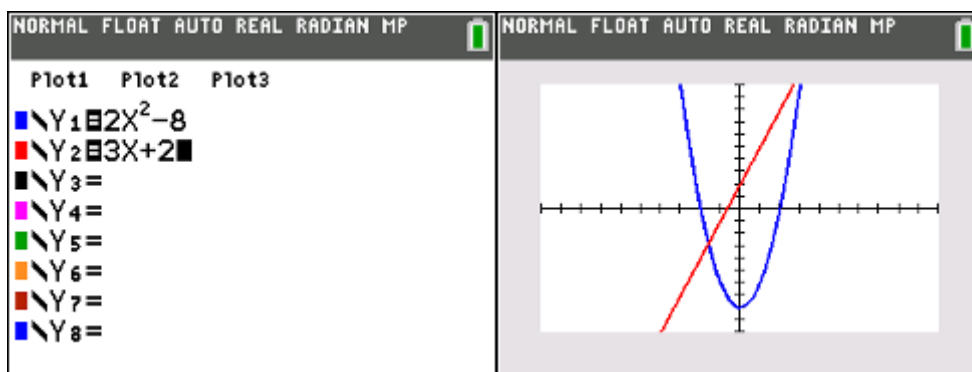 NORMAL FLOAT AUTO REAL RADIAN MP
Plot1 Plot2 Plot3
\Y1=2X²-8
\Y2=3X+2
\Y3=
\Y4=
\Y5=
\Y6=
\Y7=
\Y8=
NORMAL FLOAT AUTO REAL RADIAN MP